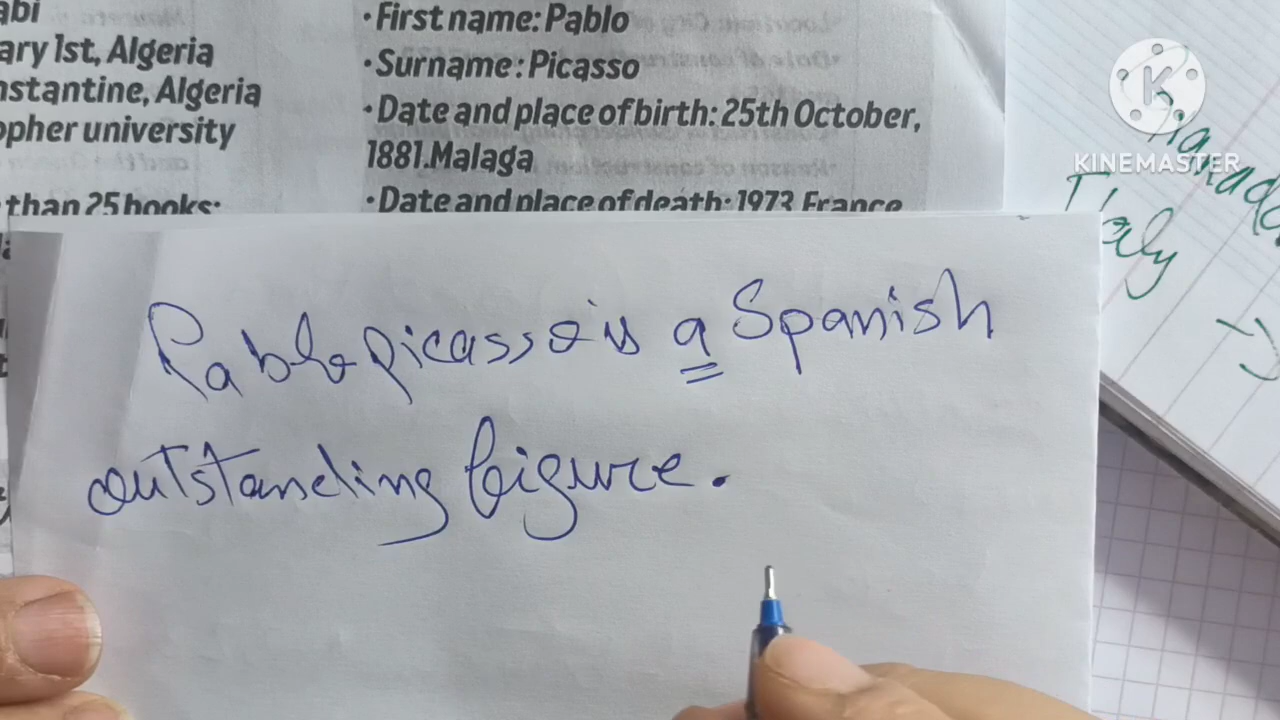 abi
ary 1st, Algeria
nstantine, Algeria
opher university
than 25 books:
• First name: Pablo
• Surname: Picasso
• Date and place of birth: 25th October,
1881.Malaga
• Date and place of death: 1973 France
K
KINEMASTER
Italy
Pablo picasso is a Spanish
outstanding figure.